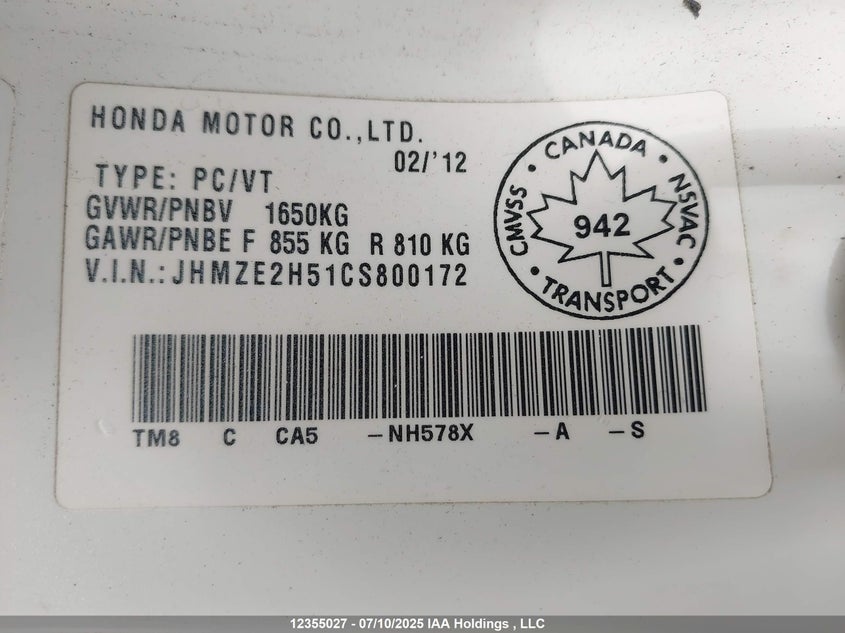 HONDA MOTOR CO.,LTD.
02/'12
TYPE: PC/VT
GVWR/PNBV 1650KG
GAWR/PNBE F 855 KG R 810 KG
V.I.N.: JHMZE2H51CS800172
CANADA
CMVSS
942
NSVAC
TRANSPORT
TM8 C CA5 -NH578X -A -S
12355027 - 07/10/2025 IAA Holdings , LLC